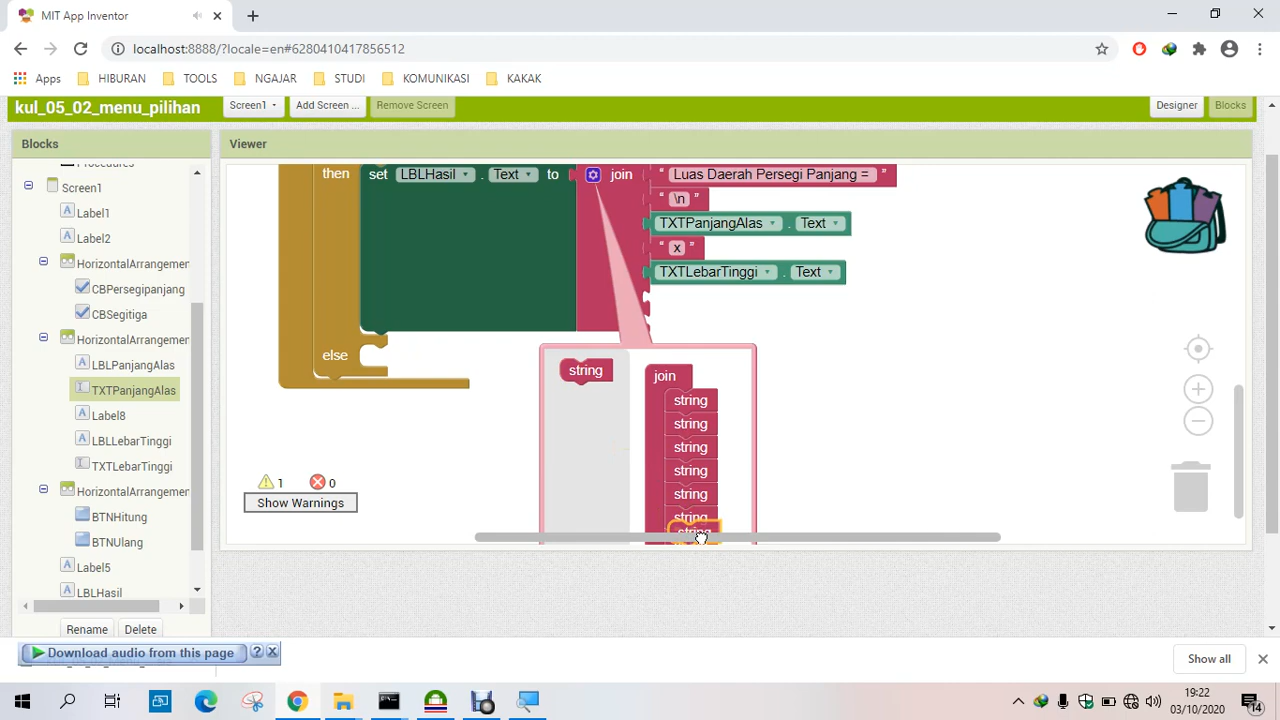 MIT App Inventor
localhost:8888/?locale=en#6280410417856512
Apps HIBURAN TOOLS NGAJAR STUDI KOMUNIKASI KAKAK
kul_05_02_menu_pilihan Screen1 Add Screen ... Remove Screen Designer Blocks
Blocks Viewer
Procedures
Screen1
Label1
Label2
HorizontalArrangemen
CBPersegipanjang
CBSegitiga
HorizontalArrangemen
LBLPanjangAlas
TXTPanjangAlas
Label8
LBLLebarTinggi
TXTLebarTinggi
HorizontalArrangemen
BTNHitung
BTNUlang
Label5
LBLHasil
Rename Delete
then set LBLHasil . Text to join “ Luas Daerah Persegi Panjang = ”
“ \n ”
TXTPanjangAlas . Text
“ x ”
TXTLebarTinggi . Text
else
string join
string
string
string
string
string
string
string
1 0
Show Warnings
Download audio from this page ? X
Show all
19:22
03/10/2020
14